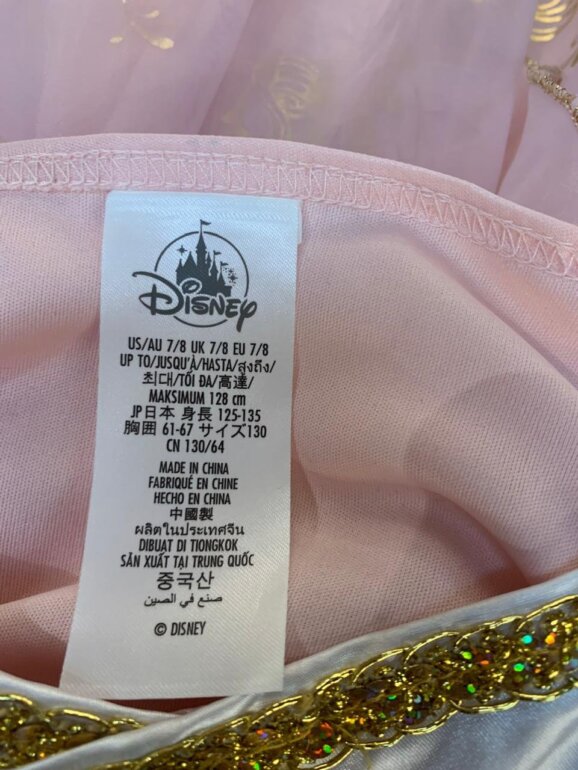 Disney
US/AU 7/8 UK 7/8 EU 7/8
UP TO/JUSQU'À/HASTA/สูงถึง/
최대/TỐI ĐA/高達/
MAKSIMUM 128 cm
JP日本 身長 125-135
胸囲 61-67 サイズ130
CN 130/64
MADE IN CHINA
FABRIQUÉ EN CHINE
HECHO EN CHINA
中國製
ผลิตในประเทศจีน
DIBUAT DI TIONGKOK
SẢN XUẤT TẠI TRUNG QUỐC
중국산
صنع في الصين
© DISNEY